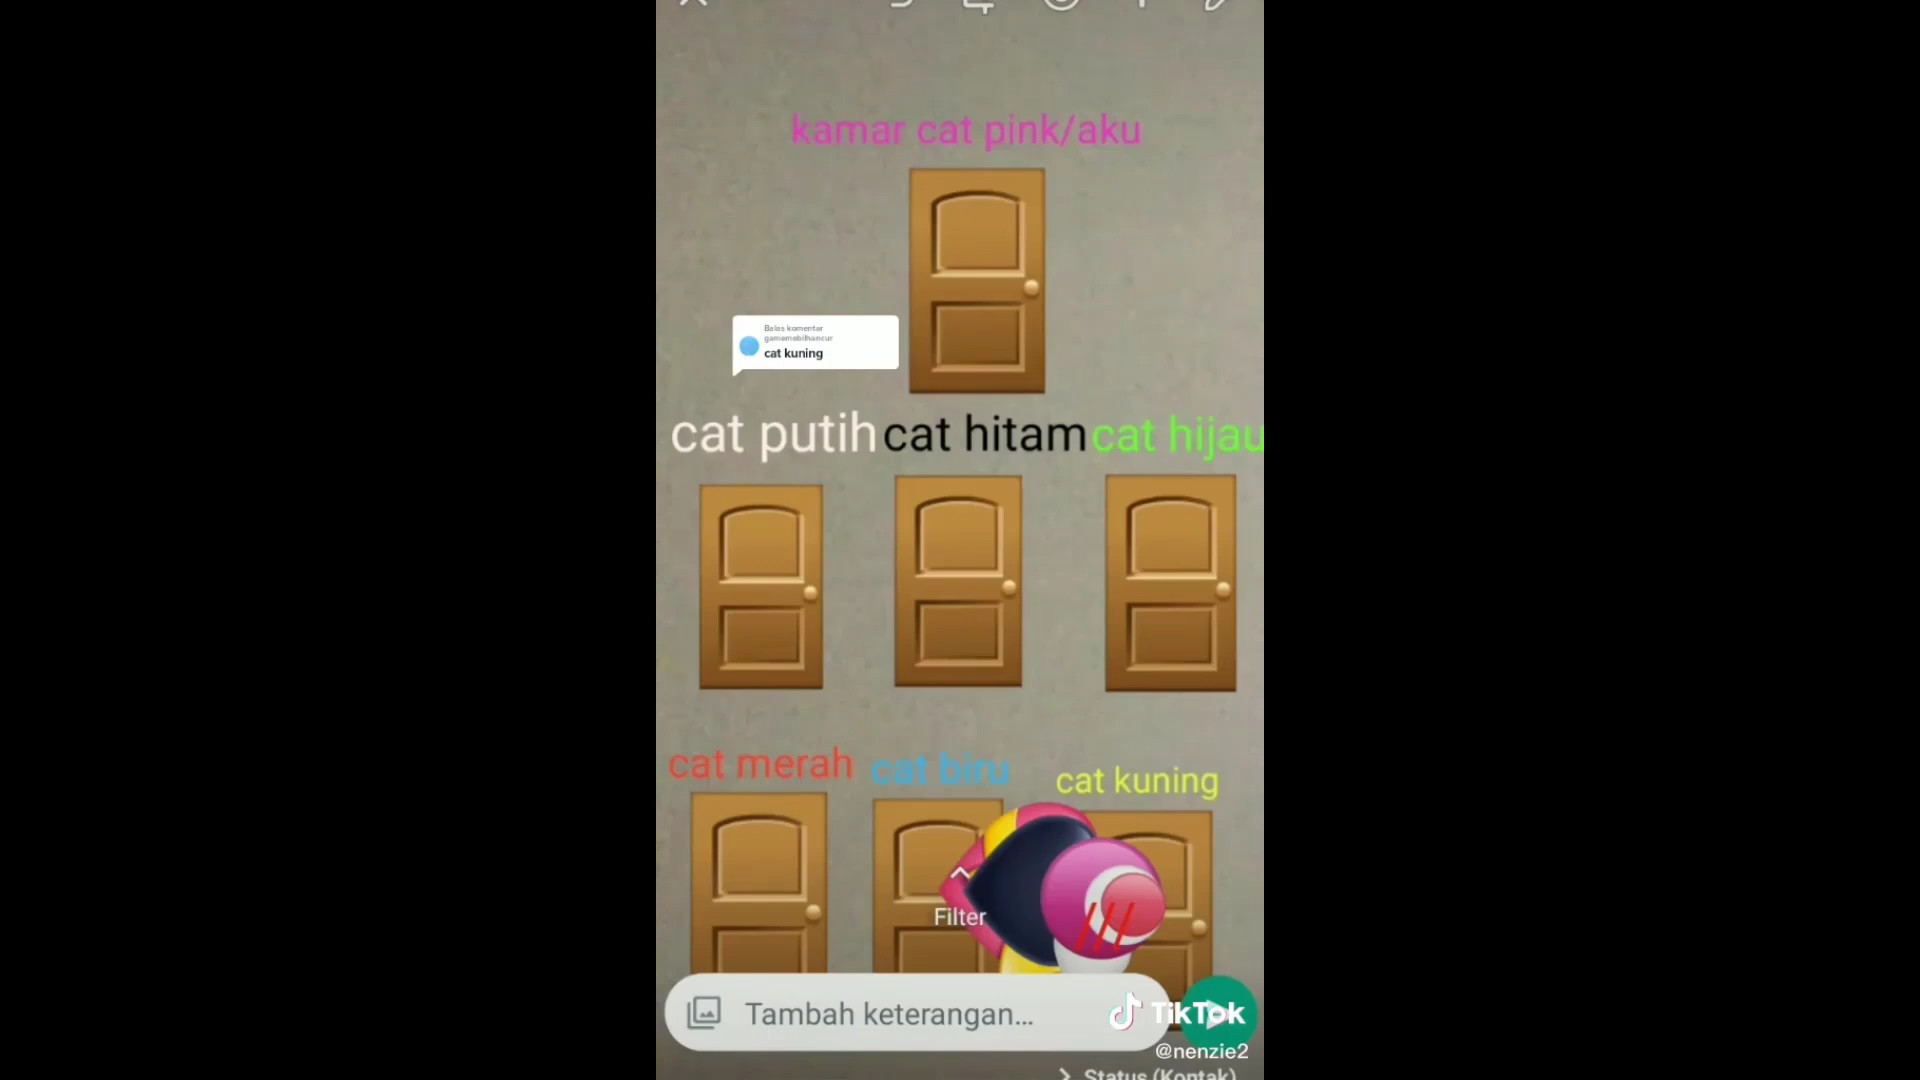 kamar cat pink/aku
Balas komentar
gamemobilhancur
cat kuning
cat putih
cat hitam
cat hijau
cat merah
cat biru
cat kuning
Filter
Tambah keterangan...
TikTok
@nenzie2
Status (Kontak)